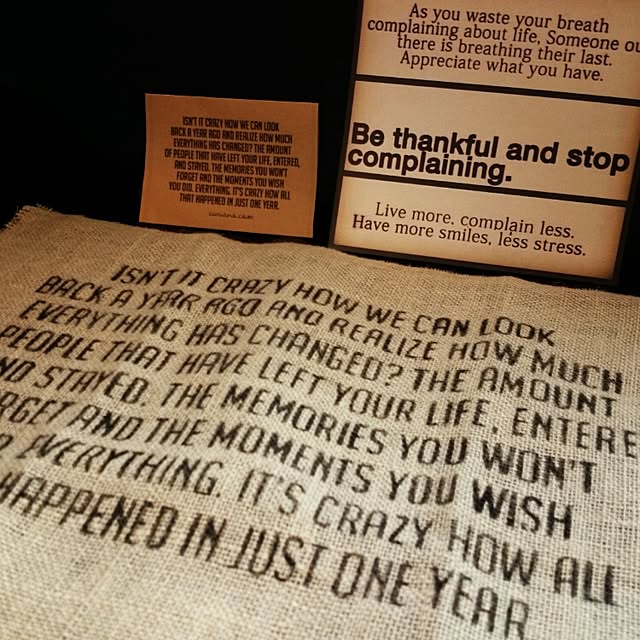 As you waste your breath
complaining about life, Someone ou
there is breathing their last.
Appreciate what you have.
Be thankful and stop
complaining.
Live more, complain less.
Have more smiles, less stress.
ISN'T IT CRAZY HOW WE CAN LOOK
BACK A YEAR AGO AND REALIZE HOW MUCH
EVERYTHING HAS CHANGED? THE AMOUNT
OF PEOPLE THAT HAVE LEFT YOUR LIFE, ENTERED,
AND STAYED. THE MEMORIES YOU WON'T
FORGET AND THE MOMENTS YOU WISH
YOU DID. EVERYTHING. IT'S CRAZY HOW ALL
THAT HAPPENED IN JUST ONE YEAR.
ISN'T IT CRAZY HOW WE CAN LOOK
BACK A YEAR AGO AND REALIZE HOW MUCH
EVERYTHING HAS CHANGED? THE AMOUNT
PEOPLE THAT HAVE LEFT YOUR LIFE, ENTERE
ND STAYED. THE MEMORIES YOU WON'T
RGET AND THE MOMENTS YOU WISH
D EVERYTHING. IT'S CRAZY HOW ALL
HAPPENED IN JUST ONE YEAR